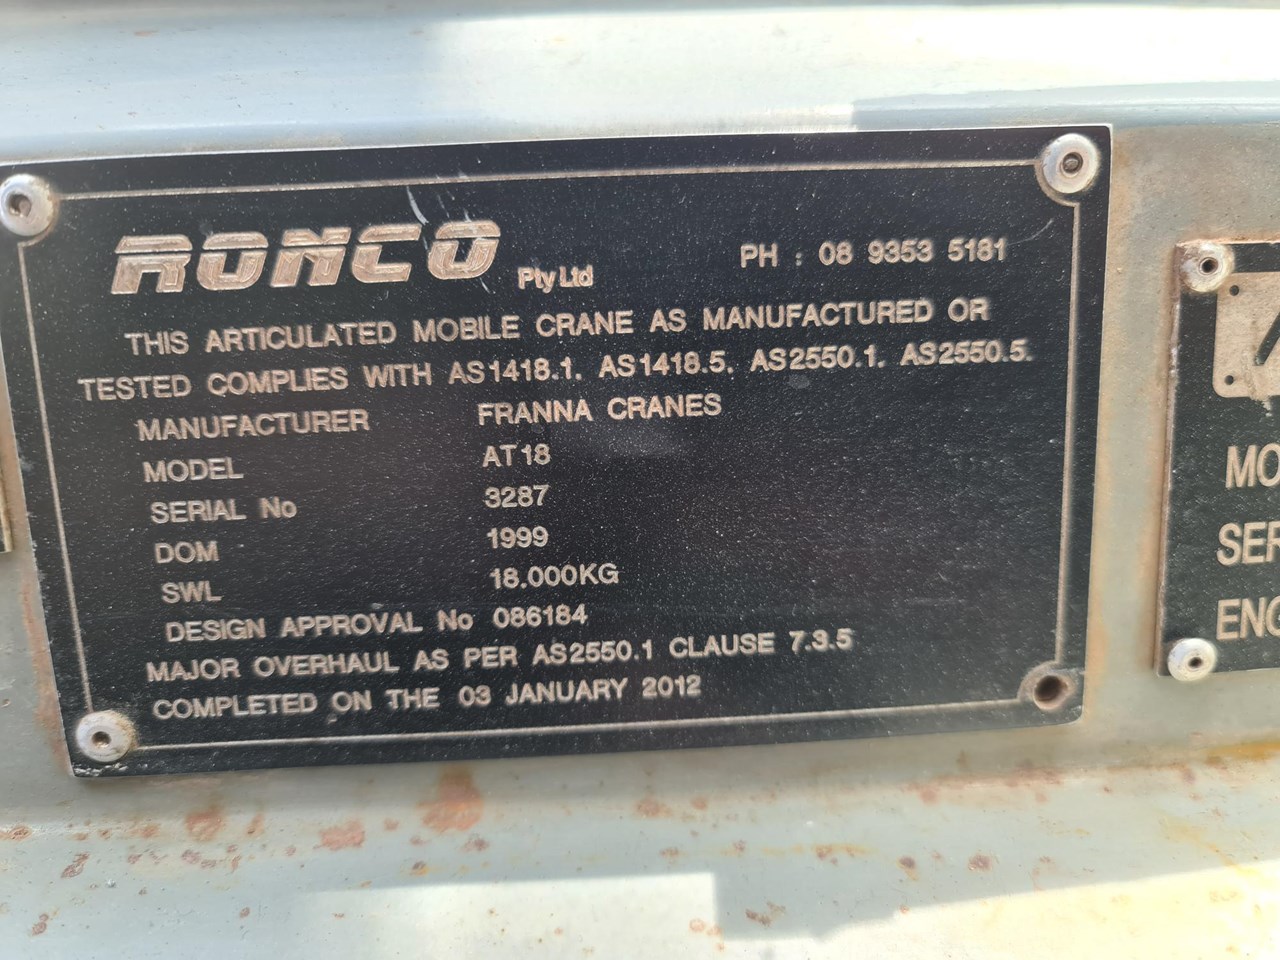 RONCO Pty Ltd PH : 08 9353 5181
THIS ARTICULATED MOBILE CRANE AS MANUFACTURED OR
TESTED COMPLIES WITH AS1418.1, AS1418.5, AS2550.1, AS2550.5.
MANUFACTURER FRANNA CRANES
MODEL AT18
SERIAL No 3287
DOM 1999
SWL 18.000KG
DESIGN APPROVAL No 086184
MAJOR OVERHAUL AS PER AS2550.1 CLAUSE 7.3.5
COMPLETED ON THE 03 JANUARY 2012
MO
SER
ENG